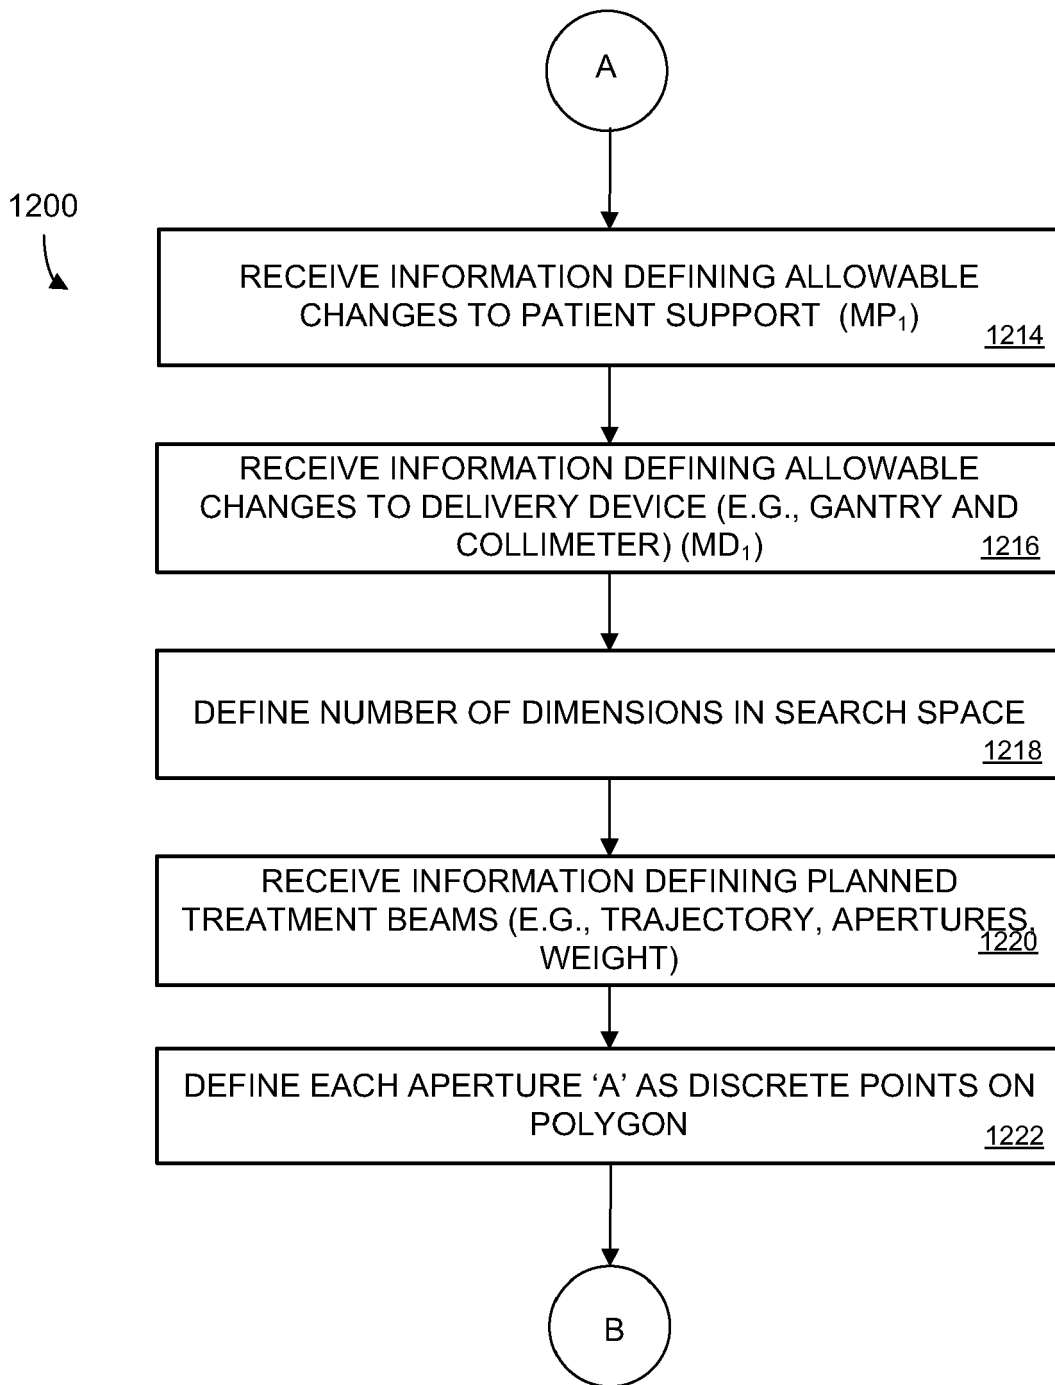 A
1200
RECEIVE INFORMATION DEFINING ALLOWABLE
CHANGES TO PATIENT SUPPORT (MP₁)
1214
RECEIVE INFORMATION DEFINING ALLOWABLE
CHANGES TO DELIVERY DEVICE (E.G., GANTRY AND
COLLIMETER) (MD₁)
1216
DEFINE NUMBER OF DIMENSIONS IN SEARCH SPACE
1218
RECEIVE INFORMATION DEFINING PLANNED
TREATMENT BEAMS (E.G., TRAJECTORY, APERTURES,
WEIGHT)
1220
DEFINE EACH APERTURE ‘A’ AS DISCRETE POINTS ON
POLYGON
1222
B